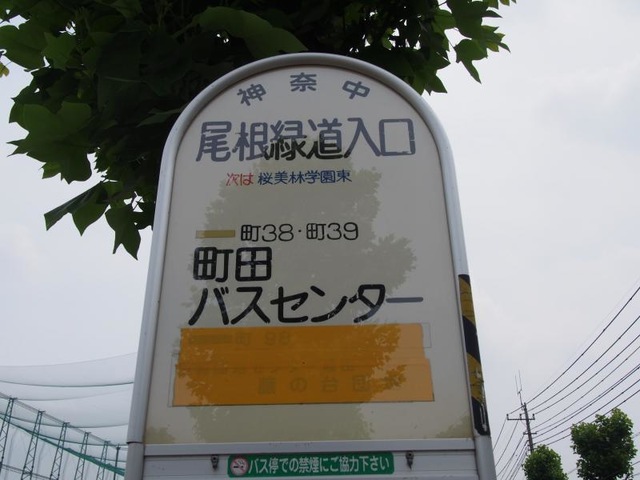 神奈中
尾根緑道入口
次は 桜美林学園東
町38・町39
町田
バスセンター
バス停での禁煙にご協力下さい